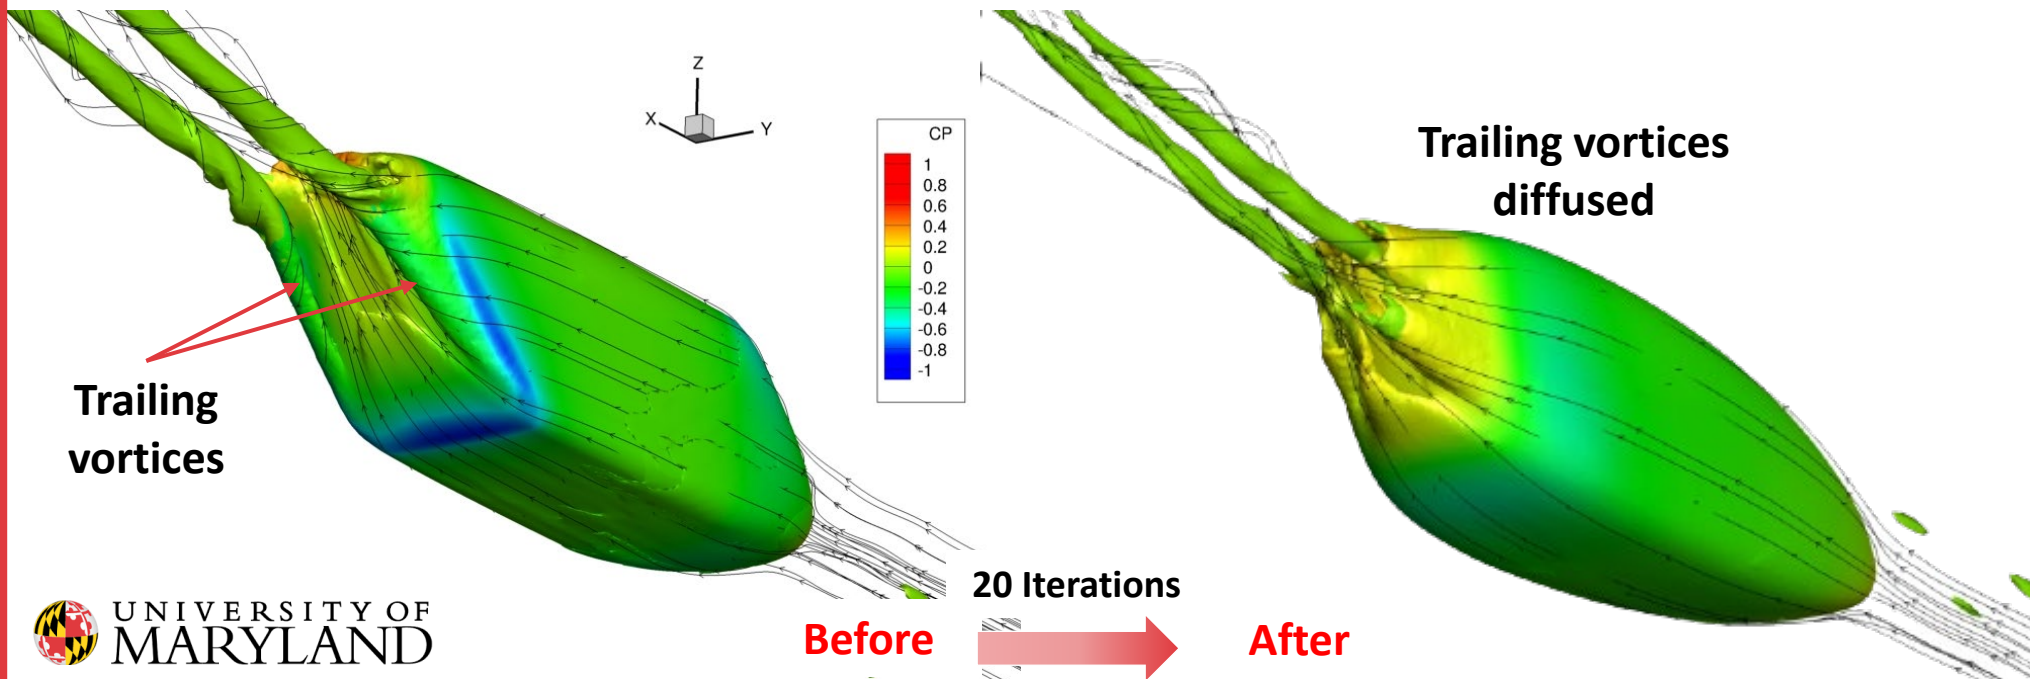 Z
X
Y
CP
1
0.8
0.6
0.4
0.2
0
-0.2
-0.4
-0.6
-0.8
-1
Trailing vortices
diffused
Trailing
vortices
20 Iterations
Before
After
UNIVERSITY OF
MARYLAND